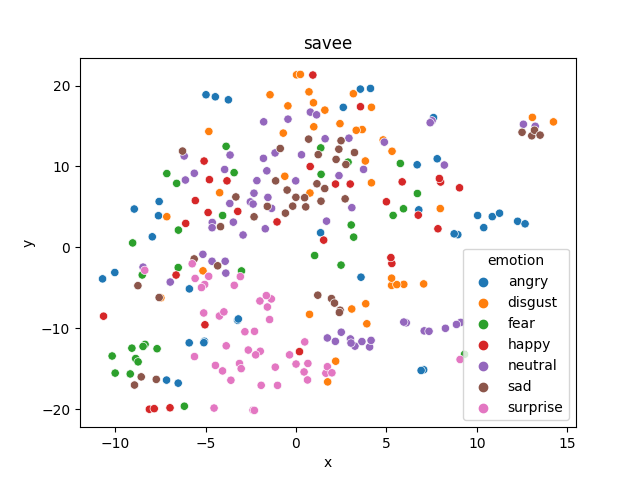 savee
y
20
10
0
−10
−20
−10
−5
0
5
10
15
x
emotion
angry
disgust
fear
happy
neutral
sad
surprise